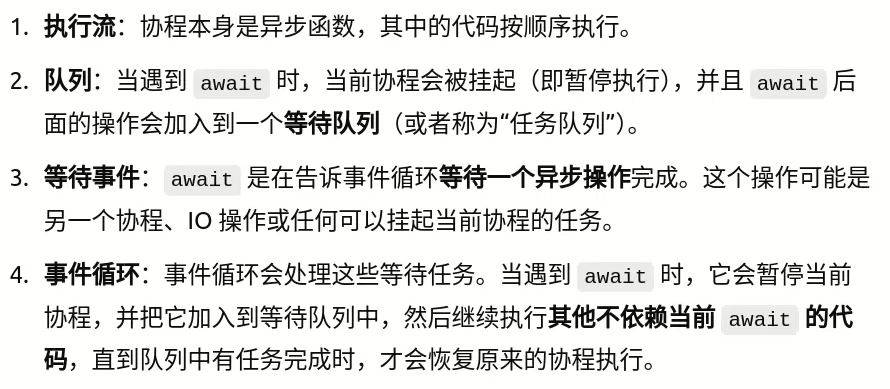 1. 执行流：协程本身是异步函数，其中的代码按顺序执行。
2. 队列：当遇到 await 时，当前协程会被挂起（即暂停执行），并且 await 后
面的操作会加入到一个等待队列（或者称为“任务队列”）。
3. 等待事件：await 是在告诉事件循环等待一个异步操作完成。这个操作可能是
另一个协程、IO 操作或任何可以挂起当前协程的任务。
4. 事件循环：事件循环会处理这些等待任务。当遇到 await 时，它会暂停当前
协程，并把它加入到等待队列中，然后继续执行其他不依赖当前 await 的代
码，直到队列中有任务完成时，才会恢复原来的协程执行。